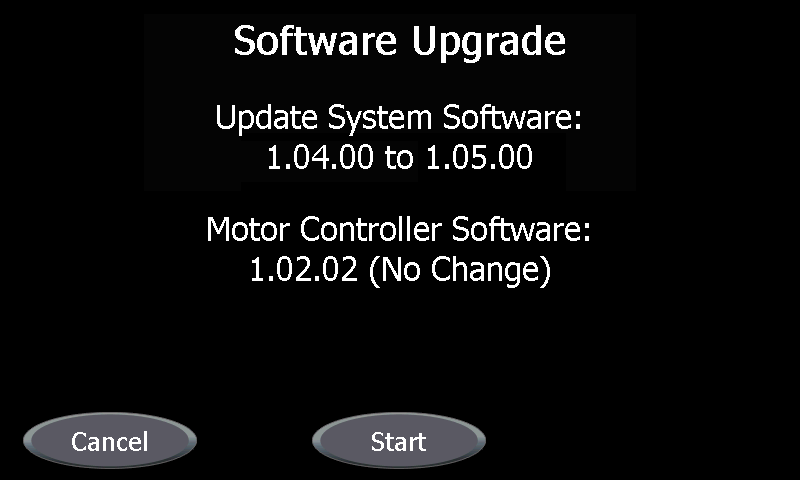 Software Upgrade
Update System Software:
1.04.00 to 1.05.00
Motor Controller Software:
1.02.02 (No Change)
Cancel
Start